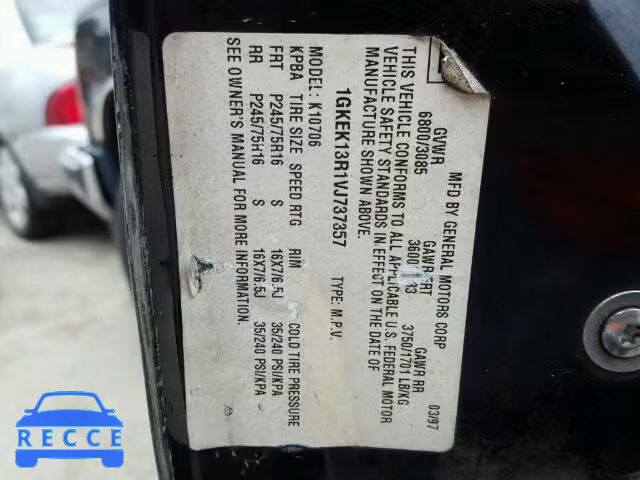 MFD BY GENERAL MOTORS CORP 03/97
GVWR GAWR FRT GAWR RR
6800/3085 3600 3750/1701 LB/KG
THIS VEHICLE CONFORMS TO ALL APPLICABLE U.S. FEDERAL MOTOR
VEHICLE SAFETY STANDARDS IN EFFECT ON THE DATE OF
MANUFACTURE SHOWN ABOVE.
1GKEK13R1VJ737357 TYPE: M.P.V.
MODEL: K10706
KPBA TIRE SIZE SPEED RTG RIM COLD TIRE PRESSURE
FRT P245/75R16 S 16X7/6.5J 35/240 PSI/KPA
RR P245/75H16 S 16X7/6.5J 35/240 PSI/KPA
SEE OWNER'S MANUAL FOR MORE INFORMATION.
RECCE